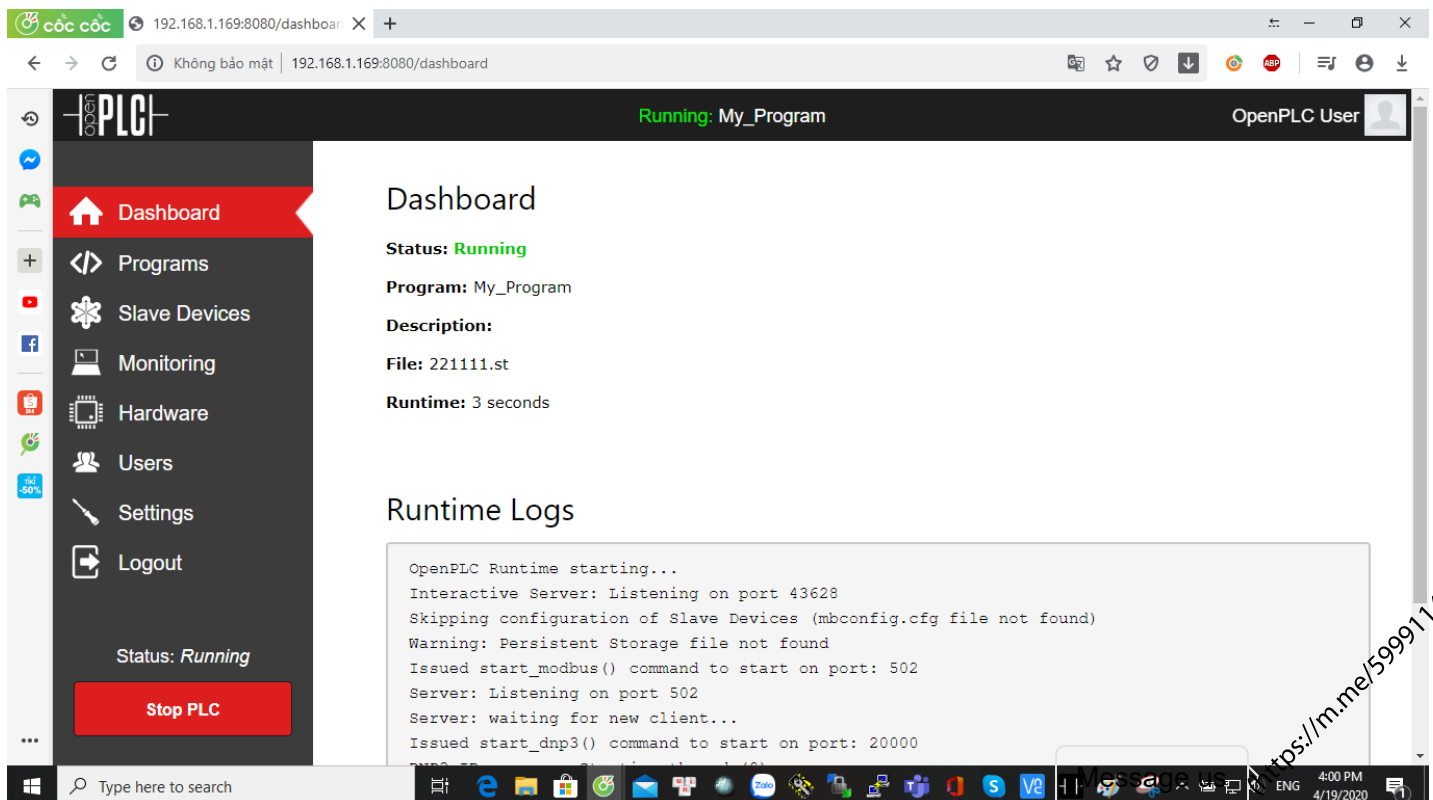 cốc cốc
192.168.1.169:8080/dashboar
Không bảo mật
192.168.1.169:8080/dashboard
ABP
open PLC
Running: My_Program
OpenPLC User
Dashboard
Programs
Slave Devices
Monitoring
Hardware
Users
Settings
Logout
Status: Running
Stop PLC
-50%
Dashboard
Status: Running
Program: My_Program
Description:
File: 221111.st
Runtime: 3 seconds
Runtime Logs
OpenPLC Runtime starting...
Interactive Server: Listening on port 43628
Skipping configuration of Slave Devices (mbconfig.cfg file not found)
Warning: Persistent Storage file not found
Issued start_modbus() command to start on port: 502
Server: Listening on port 502
Server: waiting for new client...
Issued start_dnp3() command to start on port: 20000
Message us
Type here to search
Zalo
ENG
4:00 PM
4/19/2020